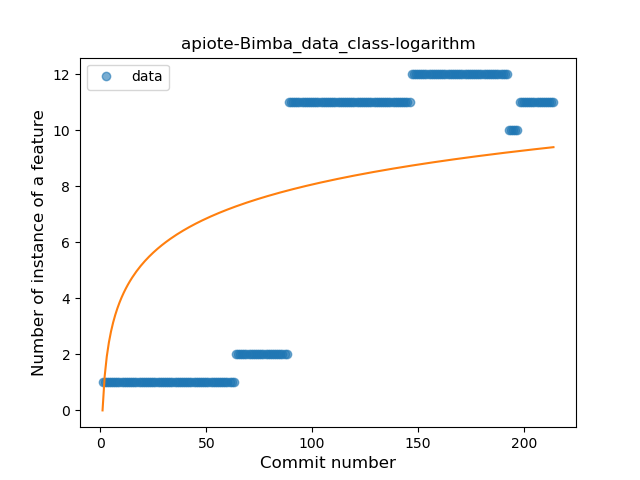 apiote-Bimba_data_class-logarithm
data
Number of instance of a feature
12
10
8
6
4
2
0
0 50 100 150 200
Commit number